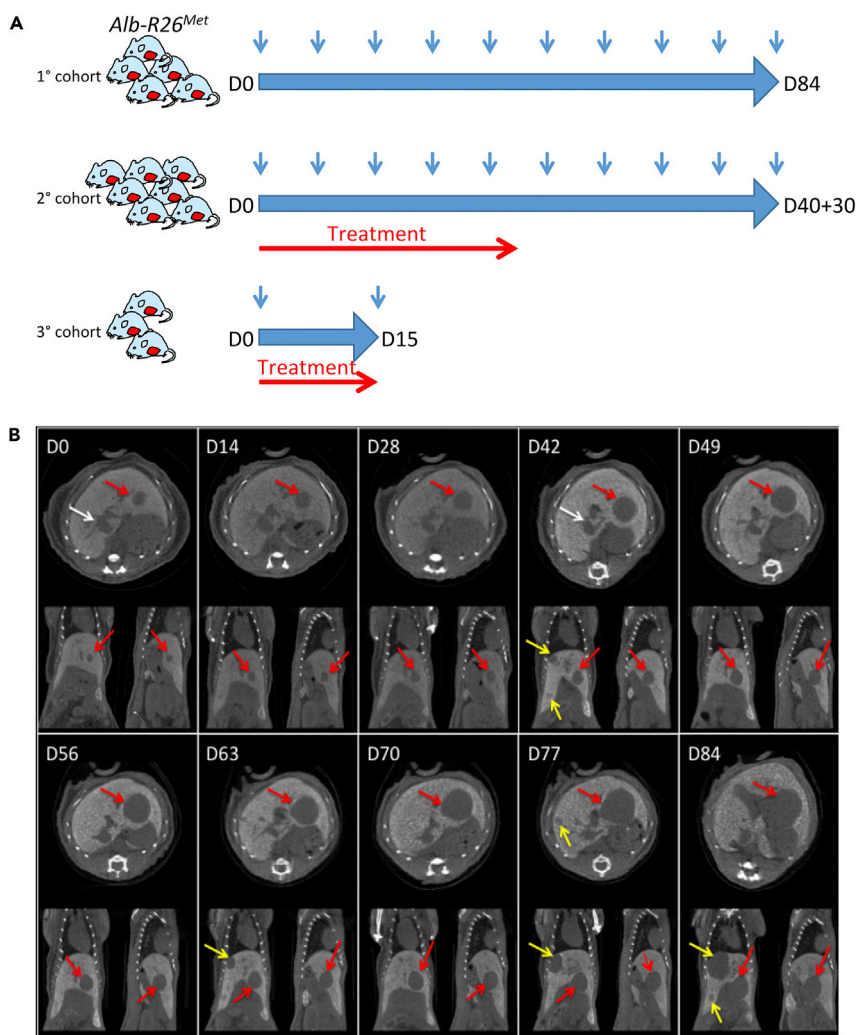 A
Alb-R26Met
1° cohort
D0
D84
2° cohort
D0
D40+30
Treatment
3° cohort
D0
D15
Treatment
B
D0
D14
D28
D42
D49
D56
D63
D70
D77
D84